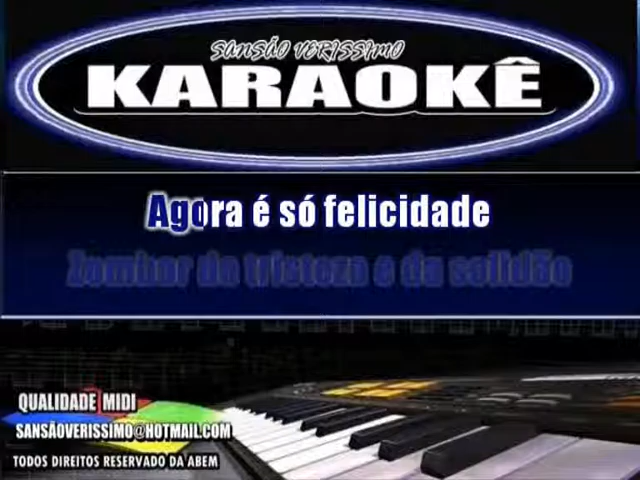 SANSÃO VERISSIMO
KARAOKÊ
Agora é só felicidade
Zombar da tristeza e da solidão
QUALIDADE MIDI
SANSÃOVERISSIMO@HOTMAIL.COM
TODOS DIREITOS RESERVADO DA ABEM